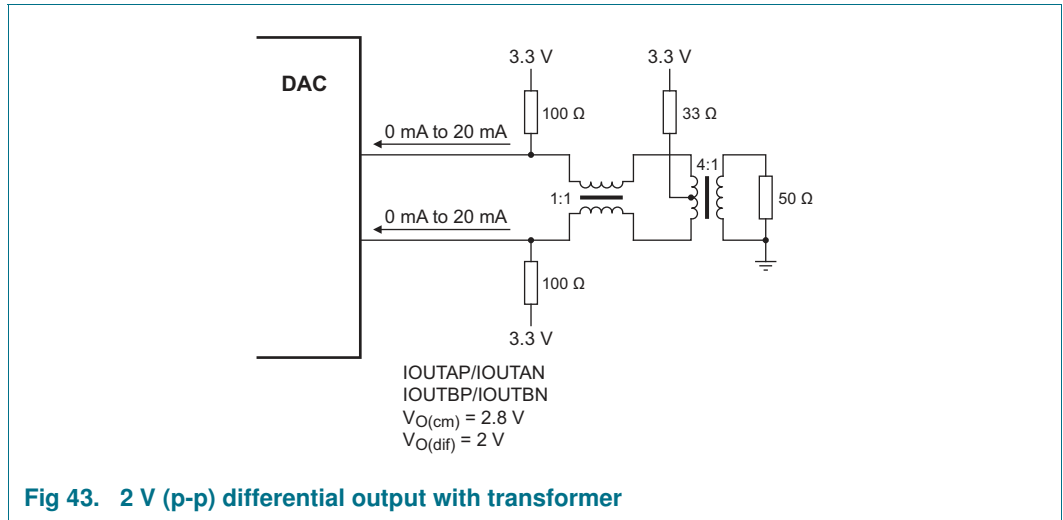 3.3 V
3.3 V
DAC
100 Ω
33 Ω
0 mA to 20 mA
4:1
1:1
50 Ω
0 mA to 20 mA
100 Ω
3.3 V
IOUTAP/IOUTAN
IOUTBP/IOUTBN
VO(cm) = 2.8 V
VO(dif) = 2 V
Fig 43. 2 V (p-p) differential output with transformer